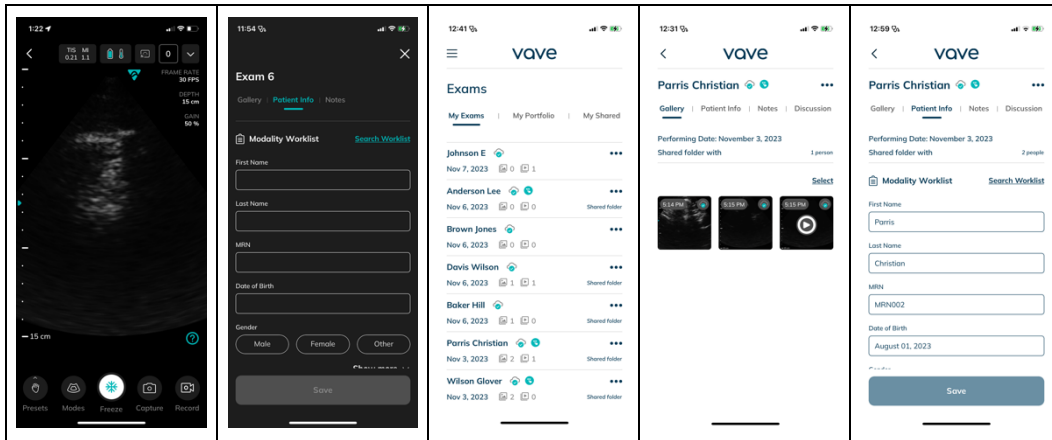 1:22
TIS MI
0.21 1.1
0
FRAME RATE
30 FPS
DEPTH
15 cm
GAIN
50 %
15 cm
Presets Modes Freeze Capture Record
11:54
Exam 6
Gallery | Patient Info | Notes
Modality Worklist Search Worklist
First Name
Last Name
MRN
Date of Birth
Gender
Male Female Other
Show more
Save
12:41
vave
Exams
My Exams | My Portfolio | My Shared
Johnson E
Nov 7, 2023 0 1
Anderson Lee
Nov 6, 2023 0 0 Shared folder
Brown Jones
Nov 6, 2023 0 0
Davis Wilson
Nov 6, 2023 1 1 Shared folder
Baker Hill
Nov 6, 2023 1 0 Shared folder
Parris Christian
Nov 3, 2023 2 1 Shared folder
Wilson Glover
Nov 3, 2023 2 0 Shared folder
12:31
vave
Parris Christian
Gallery | Patient Info | Notes | Discussion
Performing Date: November 3, 2023
Shared folder with 1 person
Select
5:14 PM 5:15 PM 5:15 PM
12:59
vave
Parris Christian
Gallery | Patient Info | Notes | Discussion
Performing Date: November 3, 2023
Shared folder with 2 people
Modality Worklist Search Worklist
First Name
Parris
Last Name
Christian
MRN
MRN002
Date of Birth
August 01, 2023
Gender
Save